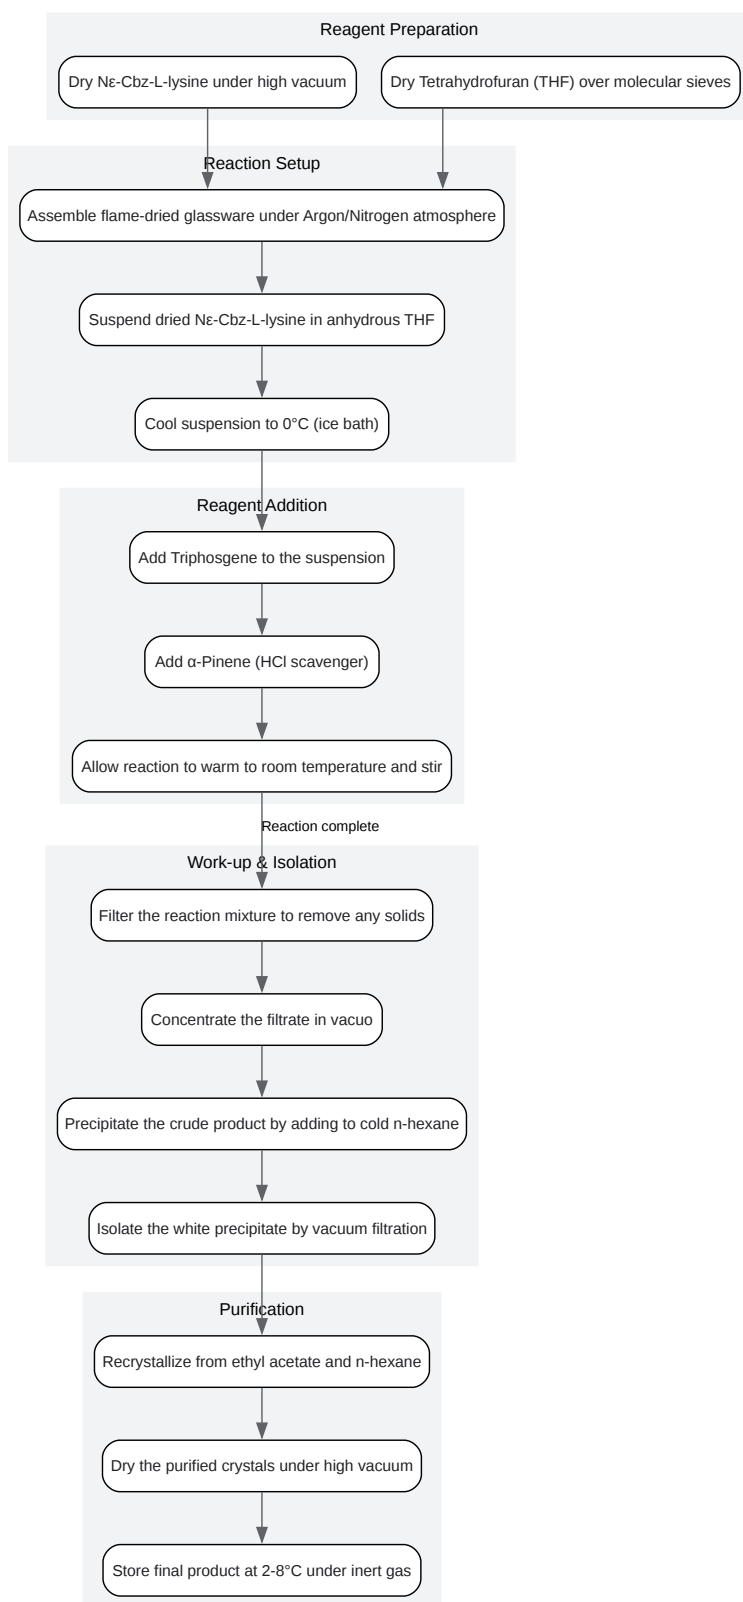 Reagent Preparation
Dry Nε-Cbz-L-lysine under high vacuum
Dry Tetrahydrofuran (THF) over molecular sieves
Reaction Setup
Assemble flame-dried glassware under Argon/Nitrogen atmosphere
Suspend dried Nε-Cbz-L-lysine in anhydrous THF
Cool suspension to 0°C (ice bath)
Reagent Addition
Add Triphosgene to the suspension
Add α-Pinene (HCl scavenger)
Allow reaction to warm to room temperature and stir
Reaction complete
Work-up & Isolation
Filter the reaction mixture to remove any solids
Concentrate the filtrate in vacuo
Precipitate the crude product by adding to cold n-hexane
Isolate the white precipitate by vacuum filtration
Purification
Recrystallize from ethyl acetate and n-hexane
Dry the purified crystals under high vacuum
Store final product at 2-8°C under inert gas